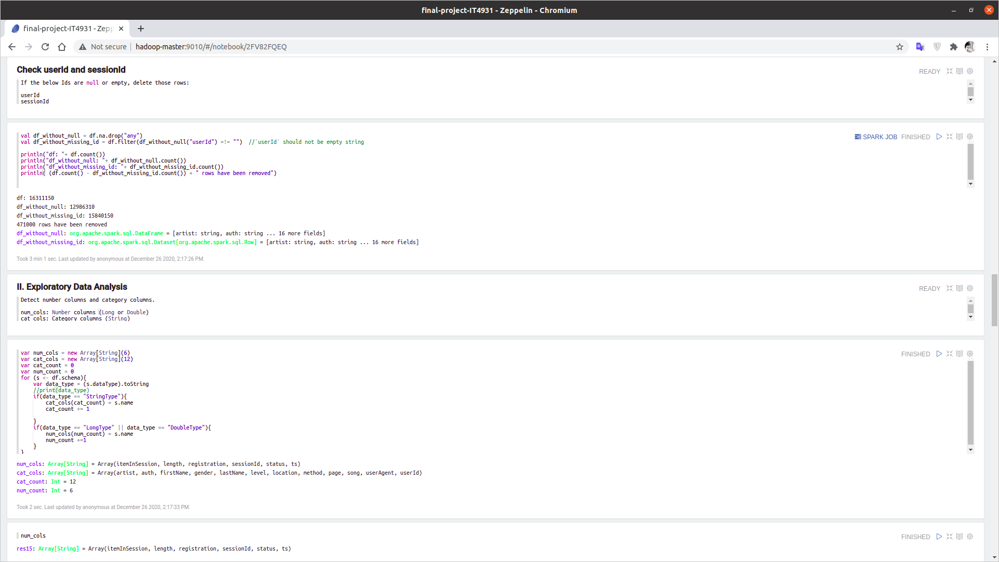 final-project-IT4931 - Zeppelin - Chromium
final-project-IT4931 - Zepp
Not secure hadoop-master:9010/#/notebook/2FV82FQEQ
Check userId and sessionId
READY
If the below Ids are null or empty, delete those rows:
userId
sessionId
val df_without_null = df.na.drop("any")
SPARK JOB FINISHED
val df_without_missing_id = df.filter(df_without_null("userId") =!= "")  //`userId` should not be empty string
println("df: "+ df.count())
println("df_without_null: "+ df_without_null.count())
println("df_without_missing_id: "+ df_without_missing_id.count())
println( (df.count() - df_without_missing_id.count()) + " rows have been removed")
df: 16311150
df_without_null: 12986310
df_without_missing_id: 15840150
471000 rows have been removed
df_without_null: org.apache.spark.sql.DataFrame = [artist: string, auth: string ... 16 more fields]
df_without_missing_id: org.apache.spark.sql.Dataset[org.apache.spark.sql.Row] = [artist: string, auth: string ... 16 more fields]
Took 3 min 1 sec. Last updated by anonymous at December 26 2020, 2:17:26 PM.
II. Exploratory Data Analysis
READY
Detect number columns and category columns.
num_cols: Number columns (Long or Double)
cat_cols: Category columns (String)
var num_cols = new Array[String](6)
FINISHED
var cat_cols = new Array[String](12)
var cat_count = 0
var num_count = 0
for (s <- df.schema){
    var data_type = (s.dataType).toString
    //print(data_type)
    if(data_type == "StringType"){
        cat_cols(cat_count) = s.name
        cat_count += 1
    }
    if(data_type == "LongType" || data_type == "DoubleType"){
        num_cols(num_count) = s.name
        num_count +=1
    }
}
num_cols: Array[String] = Array(itemInSession, length, registration, sessionId, status, ts)
cat_cols: Array[String] = Array(artist, auth, firstName, gender, lastName, level, location, method, page, song, userAgent, userId)
cat_count: Int = 12
num_count: Int = 6
Took 2 sec. Last updated by anonymous at December 26 2020, 2:17:33 PM.
num_cols
FINISHED
res15: Array[String] = Array(itemInSession, length, registration, sessionId, status, ts)